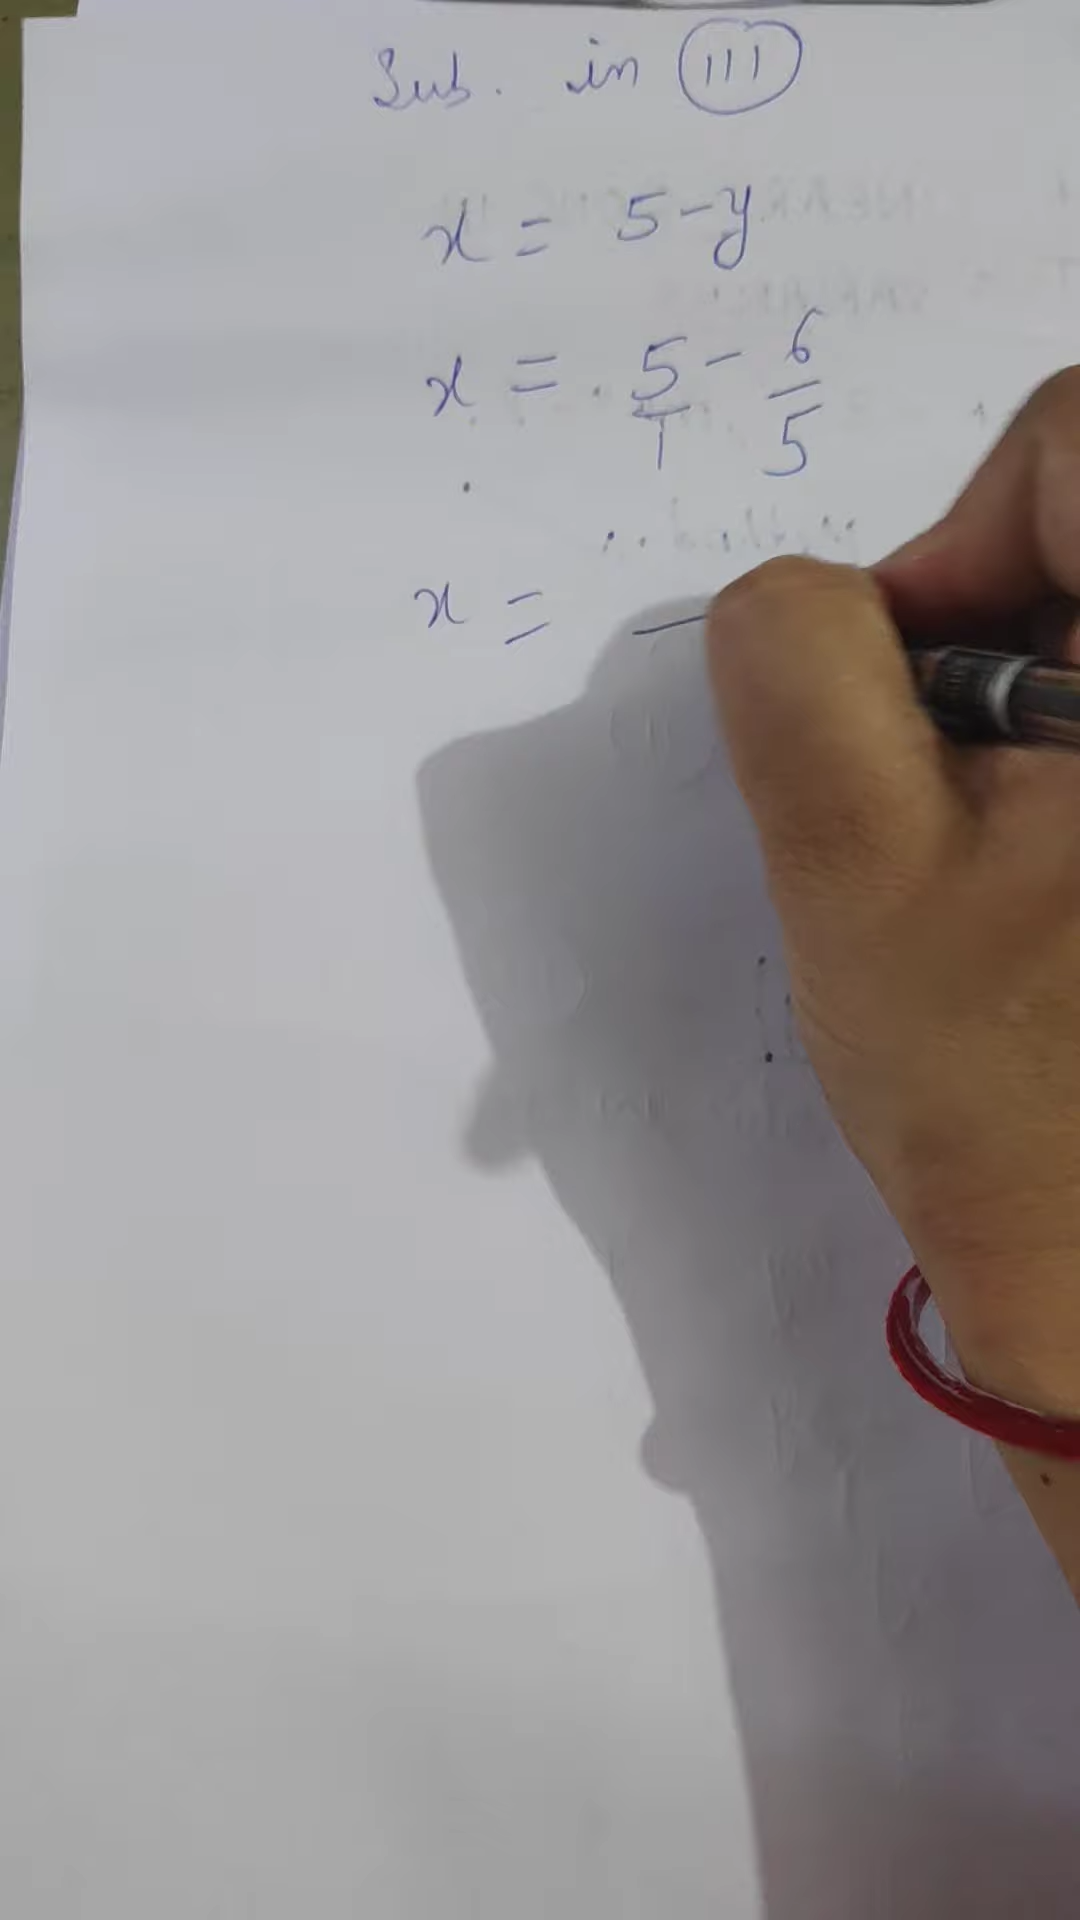 Sub. in (III)
x = 5 - y
x = 5/1 - 6/5
x =